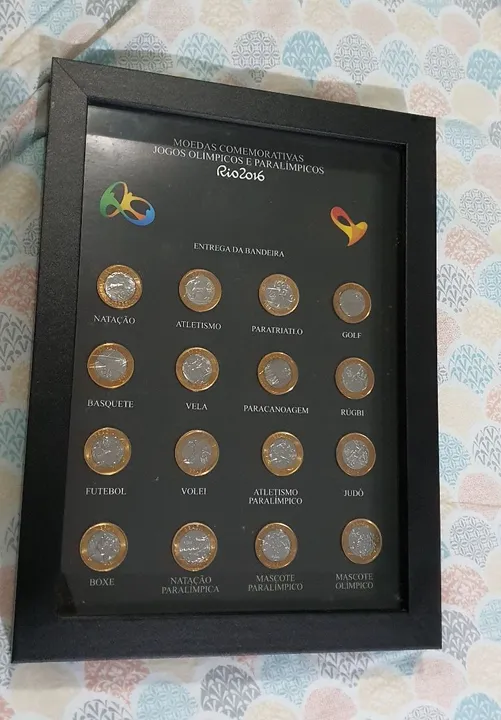 MOEDAS COMEMORATIVAS
JOGOS OLÍMPICOS E PARALÍMPICOS
Rio2016
ENTREGA DA BANDEIRA
NATAÇÃO
ATLETISMO
PARATRIATLO
GOLF
BASQUETE
VELA
PARACANOAGEM
RÚGBI
FUTEBOL
VOLEI
ATLETISMO
PARALÍMPICO
JUDÔ
BOXE
NATAÇÃO
PARALÍMPICA
MASCOTE
PARALÍMPICO
MASCOTE
OLÍMPICO